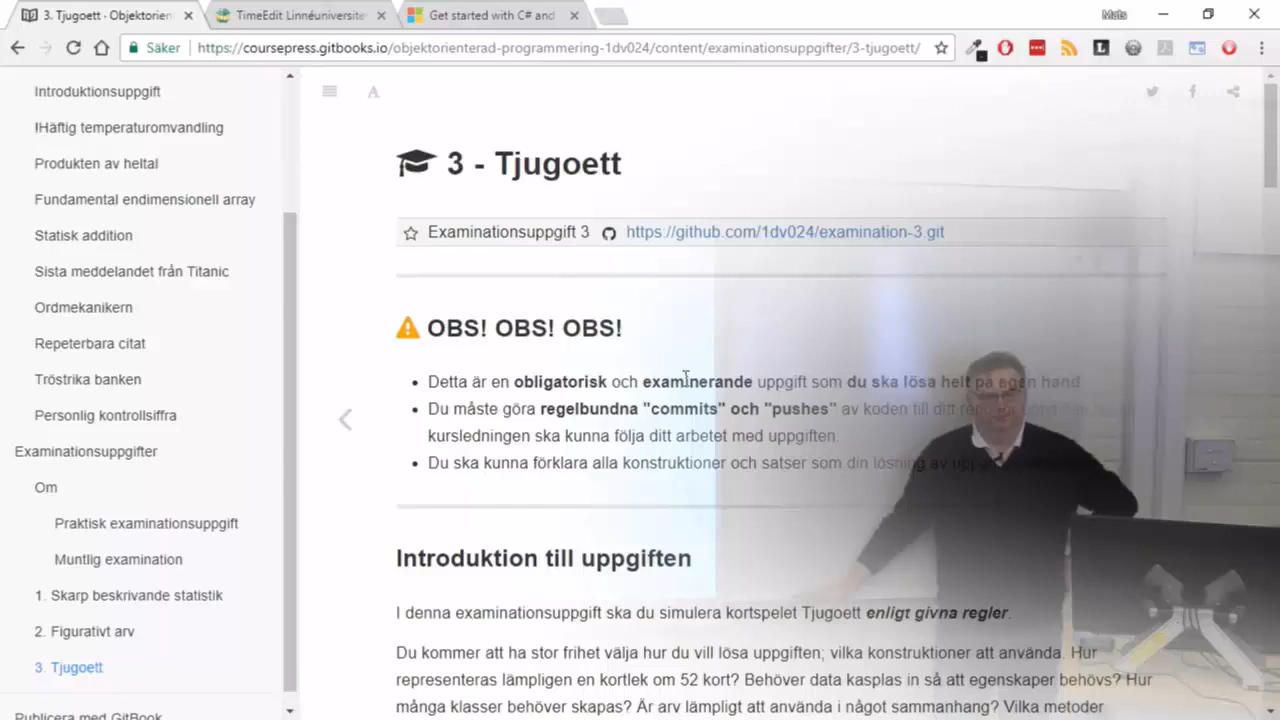 3. Tjugoett · Objektorien
TimeEdit Linnéuniversite
Get started with C# and
Mats
Säker
https://coursepress.gitbooks.io/objektorienterad-programmering-1dv024/content/examinationsuppgifter/3-tjugoett/
Introduktionsuppgift
!Häftig temperaturomvandling
Produkten av heltal
Fundamental endimensionell array
Statisk addition
Sista meddelandet från Titanic
Ordmekanikern
Repeterbara citat
Tröstrika banken
Personlig kontrollsiffra
Examinationsuppgifter
Om
Praktisk examinationsuppgift
Muntlig examination
1. Skarp beskrivande statistik
2. Figurativt arv
3. Tjugoett
Publicera med GitBook
A
3 - Tjugoett
Examinationsuppgift 3 https://github.com/1dv024/examination-3.git
OBS! OBS! OBS!
• Detta är en obligatorisk och examinerande uppgift som du ska lösa helt på egen hand
• Du måste göra regelbundna "commits" och "pushes" av koden till ditt
kursledningen ska kunna följa ditt arbetet med uppgiften.
• Du ska kunna förklara alla konstruktioner och satser som din lösning av
Introduktion till uppgiften
I denna examinationsuppgift ska du simulera kortspelet Tjugoett enligt givna regler.
Du kommer att ha stor frihet välja hur du vill lösa uppgiften; vilka konstruktioner att använda. Hur
representeras lämpligen en kortlek om 52 kort? Behöver data kasplas in så att egenskaper behövs? Hur
många klasser behöver skapas? Är arv lämpligt att använda i något sammanhang? Vilka metoder